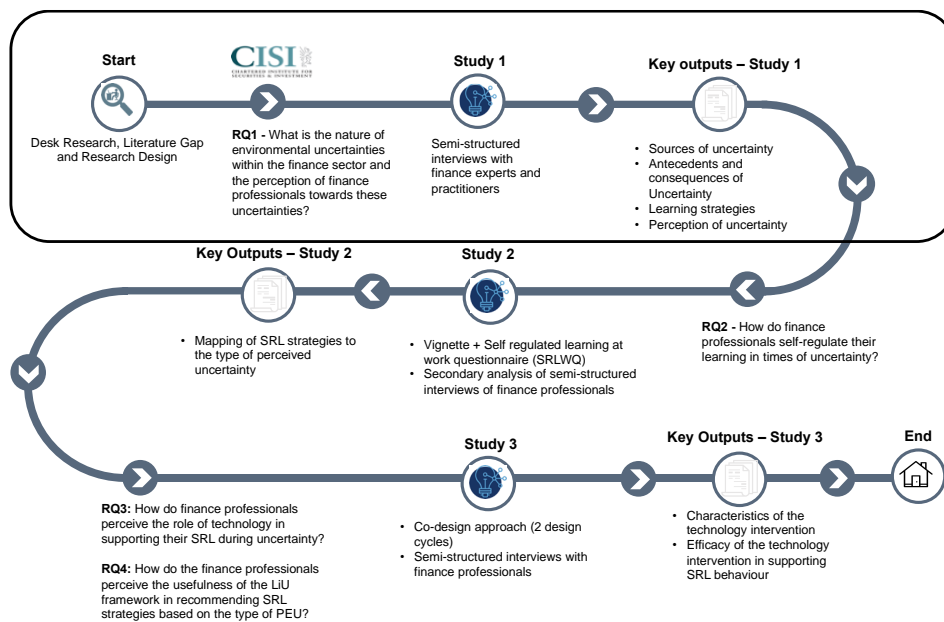 Start
CISI
CHARTERED INSTITUTE FOR
SECURITIES & INVESTMENT
Study 1
Key outputs – Study 1
Desk Research, Literature Gap
and Research Design
RQ1 - What is the nature of
environmental uncertainties
within the finance sector and
the perception of finance
professionals towards these
uncertainties?
Semi-structured
interviews with
finance experts and
practitioners
• Sources of uncertainty
• Antecedents and
consequences of
Uncertainty
• Learning strategies
• Perception of uncertainty
Key Outputs – Study 2
Study 2
• Mapping of SRL strategies to
the type of perceived
uncertainty
• Vignette + Self regulated learning at
work questionnaire (SRLWQ)
• Secondary analysis of semi-structured
interviews of finance professionals
RQ2 - How do finance
professionals self-regulate their
learning in times of uncertainty?
Study 3
Key Outputs – Study 3
End
RQ3: How do finance professionals
perceive the role of technology in
supporting their SRL during uncertainty?
RQ4: How do the finance professionals
perceive the usefulness of the LiU
framework in recommending SRL
strategies based on the type of PEU?
• Co-design approach (2 design
cycles)
• Semi-structured interviews with
finance professionals
• Characteristics of the
technology intervention
• Efficacy of the technology
intervention in supporting
SRL behaviour